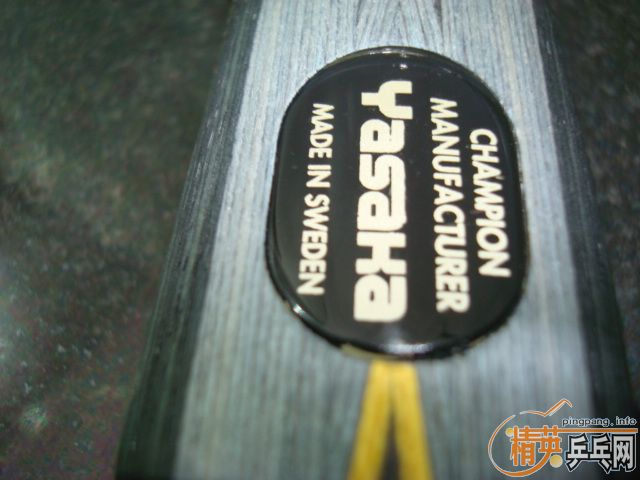 CHAMPION
MANUFACTURER
Yasaka
MADE IN SWEDEN
pingpang.info
精英乒乓网